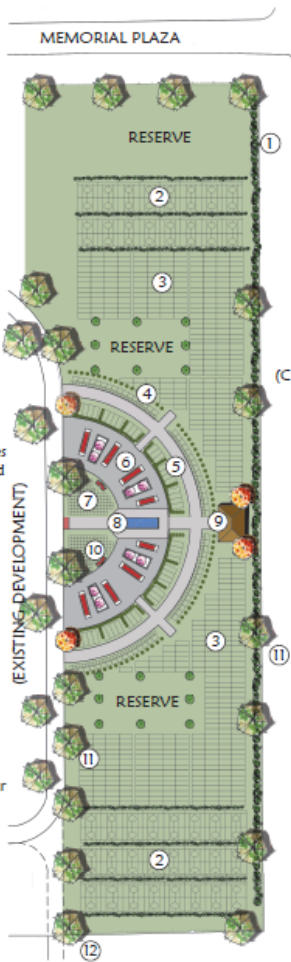 MEMORIAL PLAZA
RESERVE
1
2
3
RESERVE
4
(C
es
d
6
5
7
8
9
10
(EXISTING DEVELOPMENT)
3
11
RESERVE
11
r
2
12